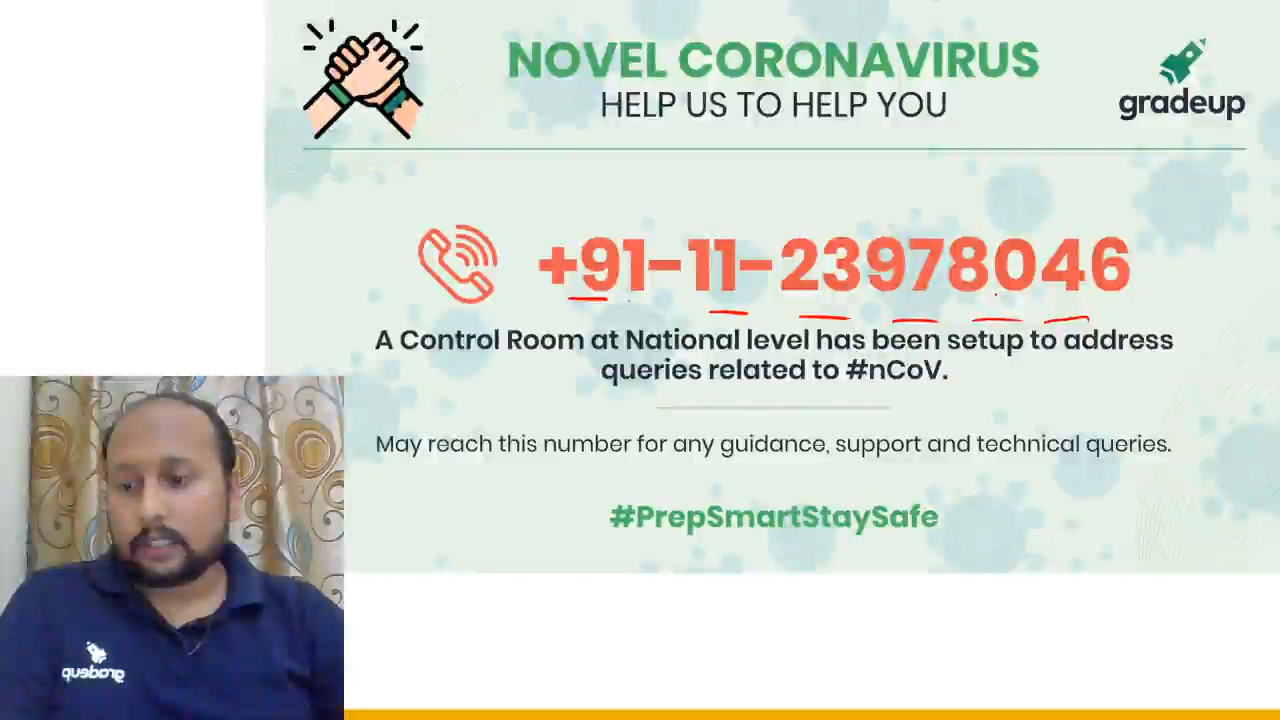 NOVEL CORONAVIRUS
HELP US TO HELP YOU
gradeup
+91-11-23978046
A Control Room at National level has been setup to address
queries related to #nCoV.
May reach this number for any guidance, support and technical queries.
#PrepSmartStaySafe
gradeup